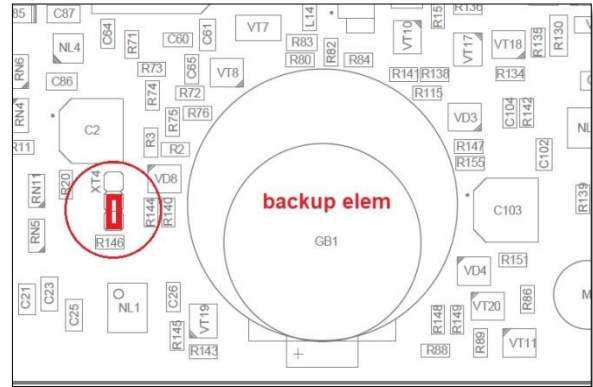 85
C87
C64
R71
C60
C61
VT7
L14
R83
R82
R80
R84
VT10
R15
R136
VT17
VT18
R135
R130
NL4
RN6
C86
R73
C65
VT8
R74
R72
R75
R76
R141
R138
R134
R115
RN4
R11
C2
R3
R2
VD3
C104
R142
NL
R147
R155
C102
XT4
VD8
RN11
R20
R144
R140
backup elem
C103
R139
RN5
R146
GB1
R151
VD4
C21
C23
C25
NL1
C26
VT19
R145
R143
R148
R149
VT20
R86
M
R88
R89
VT11
+